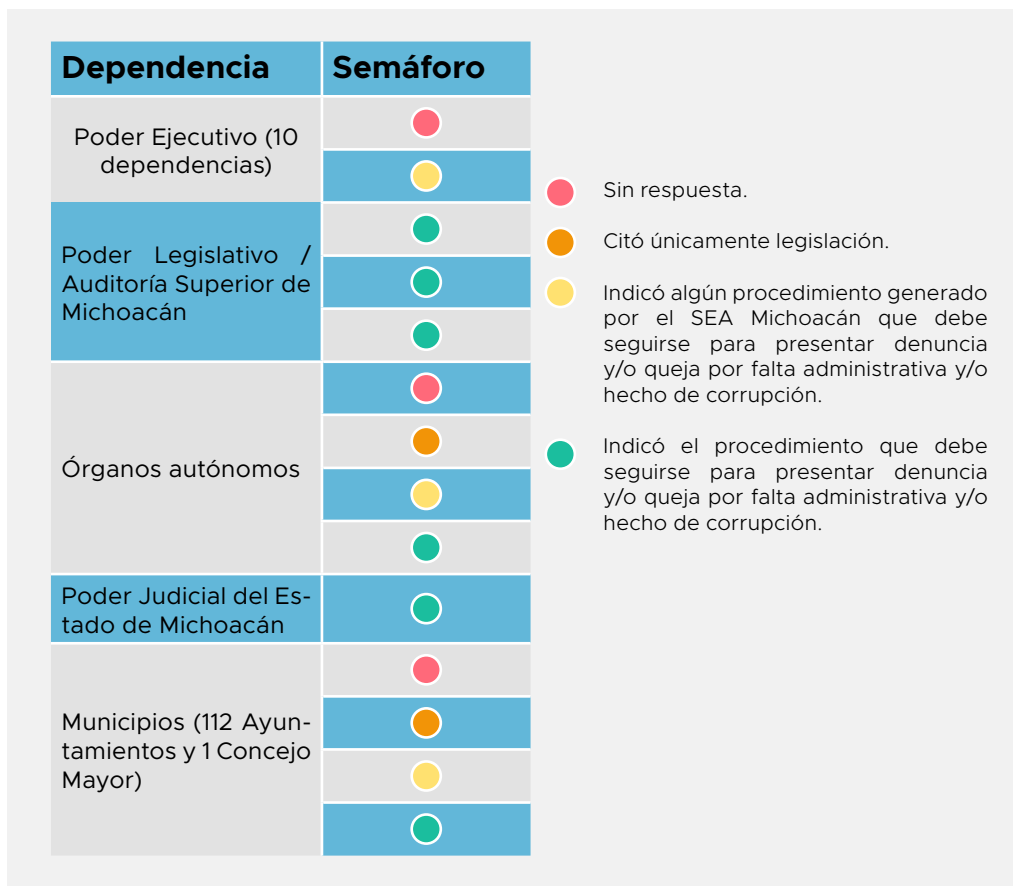 Dependencia
Semáforo
Poder Ejecutivo (10
dependencias)
Poder Legislativo /
Auditoría Superior de
Michoacán
Órganos autónomos
Poder Judicial del Es-
tado de Michoacán
Municipios (112 Ayun-
tamientos y 1 Concejo
Mayor)
Sin respuesta.
Citó únicamente legislación.
Indicó algún procedimiento generado
por el SEA Michoacán que debe
seguirse para presentar denuncia
y/o queja por falta administrativa y/o
hecho de corrupción.
Indicó el procedimiento que debe
seguirse para presentar denuncia
y/o queja por falta administrativa y/o
hecho de corrupción.